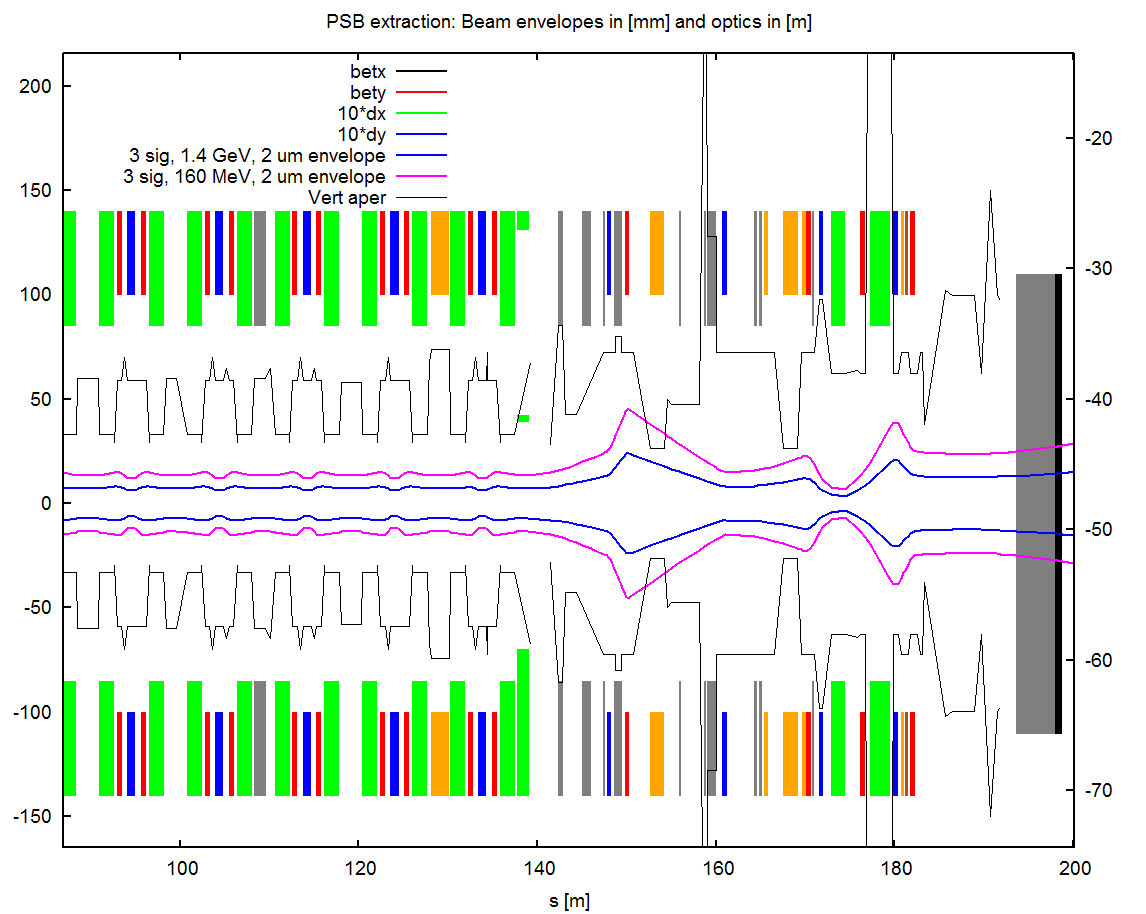 PSB extraction: Beam envelopes in [mm] and optics in [m]
betx
bety
10*dx
10*dy
3 sig, 1.4 GeV, 2 um envelope
3 sig, 160 MeV, 2 um envelope
Vert aper
200
150
100
50
0
-50
-100
-150
-20
-30
-40
-50
-60
-70
100
120
140
160
180
200
s [m]